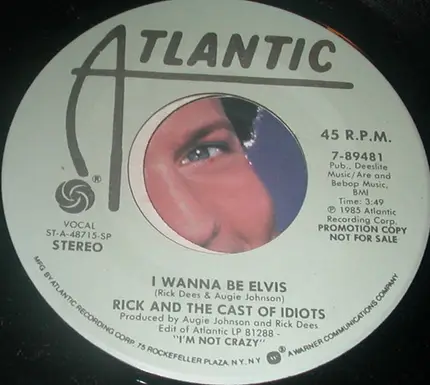 ATLANTIC
®
45 R.P.M.
7-89481
Pub., Deeslite
Music/Are and
Bebop Music,
BMI
Time: 3:49
℗ 1985 Atlantic
Recording Corp.
PROMOTION COPY
NOT FOR SALE
VOCAL
ST-A-48715-SP
STEREO
I WANNA BE ELVIS
(Rick Dees & Augie Johnson)
RICK AND THE CAST OF IDIOTS
Produced by Augie Johnson and Rick Dees
Edit of Atlantic LP 81288 -
"I'M NOT CRAZY"
MFG BY ATLANTIC RECORDING CORP. 75 ROCKEFELLER PLAZA, N.Y., N.Y. A WARNER COMMUNICATIONS COMPANY